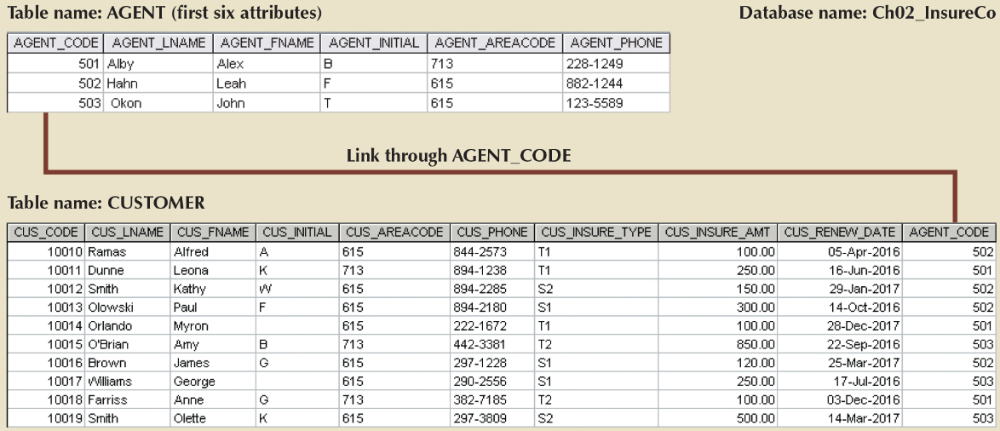 Table name: AGENT (first six attributes) Database name: Ch02_InsureCo
AGENT_CODE AGENT_LNAME AGENT_FNAME AGENT_INITIAL AGENT_AREACODE AGENT_PHONE
501 Alby Alex B 713 228-1249
502 Hahn Leah F 615 882-1244
503 Okon John T 615 123-5589
Link through AGENT_CODE
Table name: CUSTOMER
CUS_CODE CUS_LNAME CUS_FNAME CUS_INITIAL CUS_AREACODE CUS_PHONE CUS_INSURE_TYPE CUS_INSURE_AMT CUS_RENEW_DATE AGENT_CODE
10010 Ramas Alfred A 615 844-2573 T1 100.00 05-Apr-2016 502
10011 Dunne Leona K 713 894-1238 T1 250.00 16-Jun-2016 501
10012 Smith Kathy W 615 894-2285 S2 150.00 29-Jan-2017 502
10013 Olowski Paul F 615 894-2180 S1 300.00 14-Oct-2016 502
10014 Orlando Myron 615 222-1672 T1 100.00 28-Dec-2017 501
10015 O'Brian Amy B 713 442-3381 T2 850.00 22-Sep-2016 503
10016 Brown James G 615 297-1228 S1 120.00 25-Mar-2017 502
10017 Williams George 615 290-2556 S1 250.00 17-Jul-2016 503
10018 Farriss Anne G 713 382-7185 T2 100.00 03-Dec-2016 501
10019 Smith Olette K 615 297-3809 S2 500.00 14-Mar-2017 503